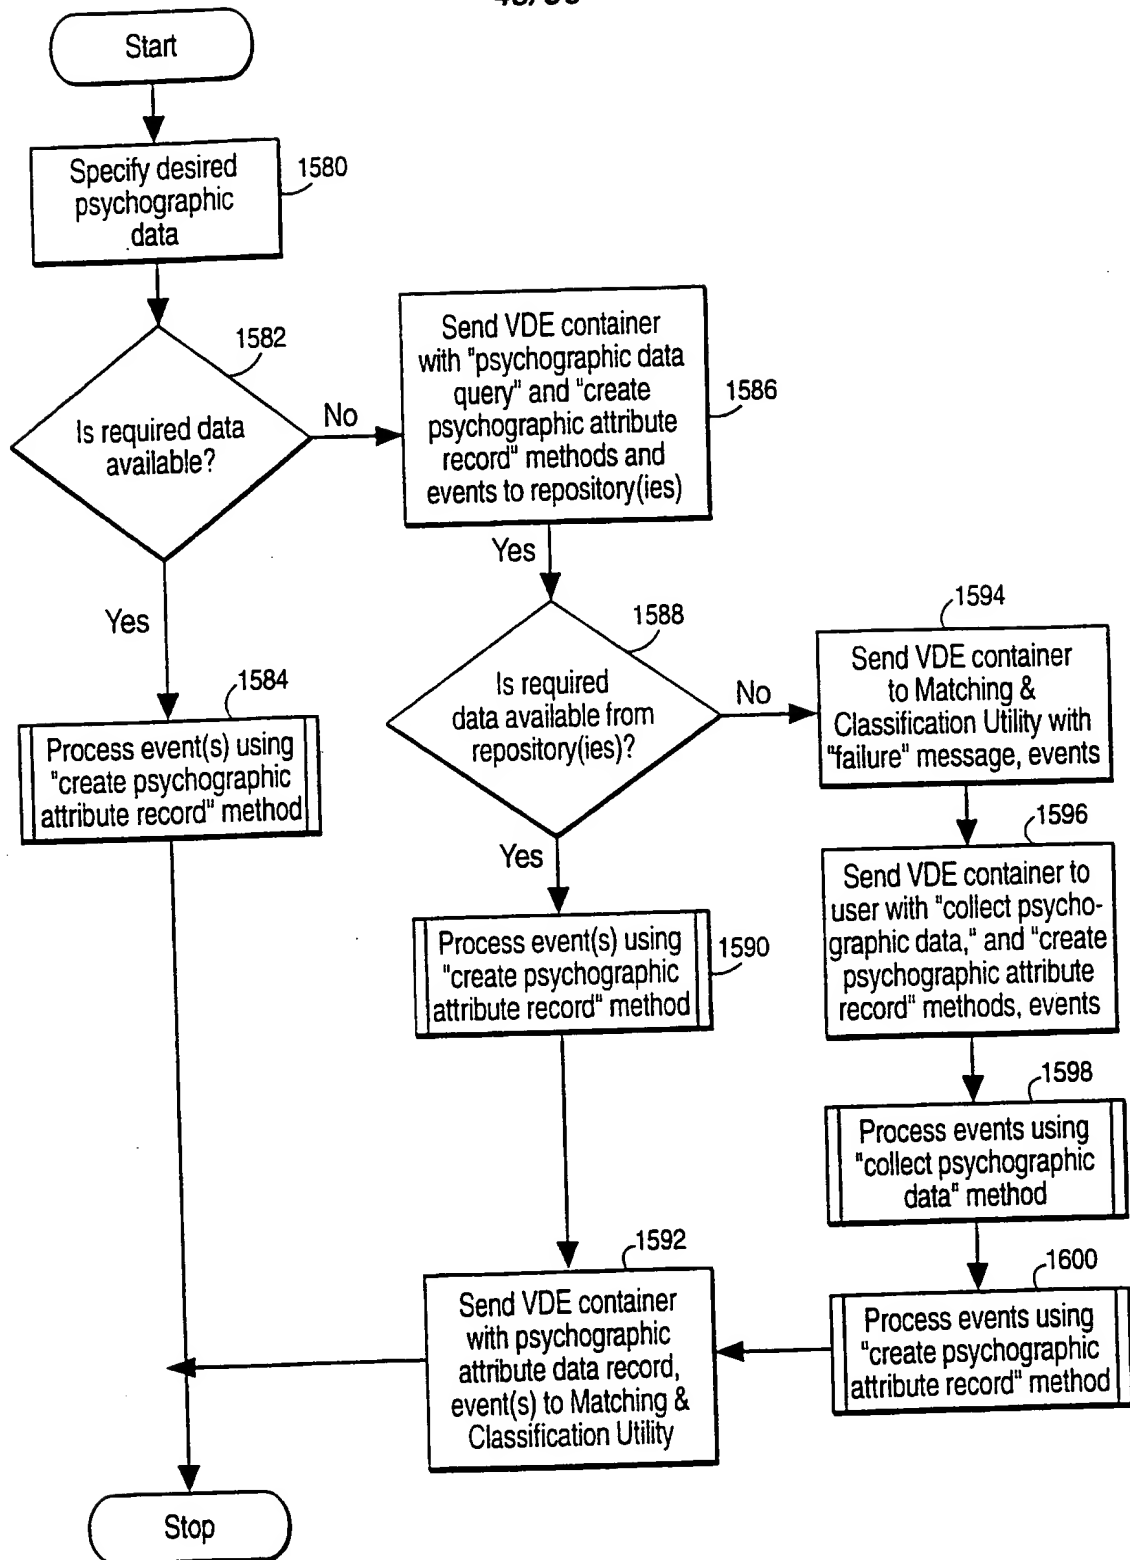 Start
Specify desired
psychographic
data
1580
1582
Is required data
available?
No
Yes
Send VDE container
with "psychographic data
query" and "create
psychographic attribute
record" methods and
events to repository(ies)
1586
Yes
1584
Process event(s) using
"create psychographic
attribute record" method
1588
Is required
data available from
repository(ies)?
No
Yes
1594
Send VDE container
to Matching &
Classification Utility with
"failure" message, events
1596
Send VDE container to
user with "collect psycho-
graphic data," and "create
psychographic attribute
record" methods, events
Process event(s) using
"create psychographic
attribute record" method
1590
1598
Process events using
"collect psychographic
data" method
1600
Process events using
"create psychographic
attribute record" method
1592
Send VDE container
with psychographic
attribute data record,
event(s) to Matching &
Classification Utility
Stop